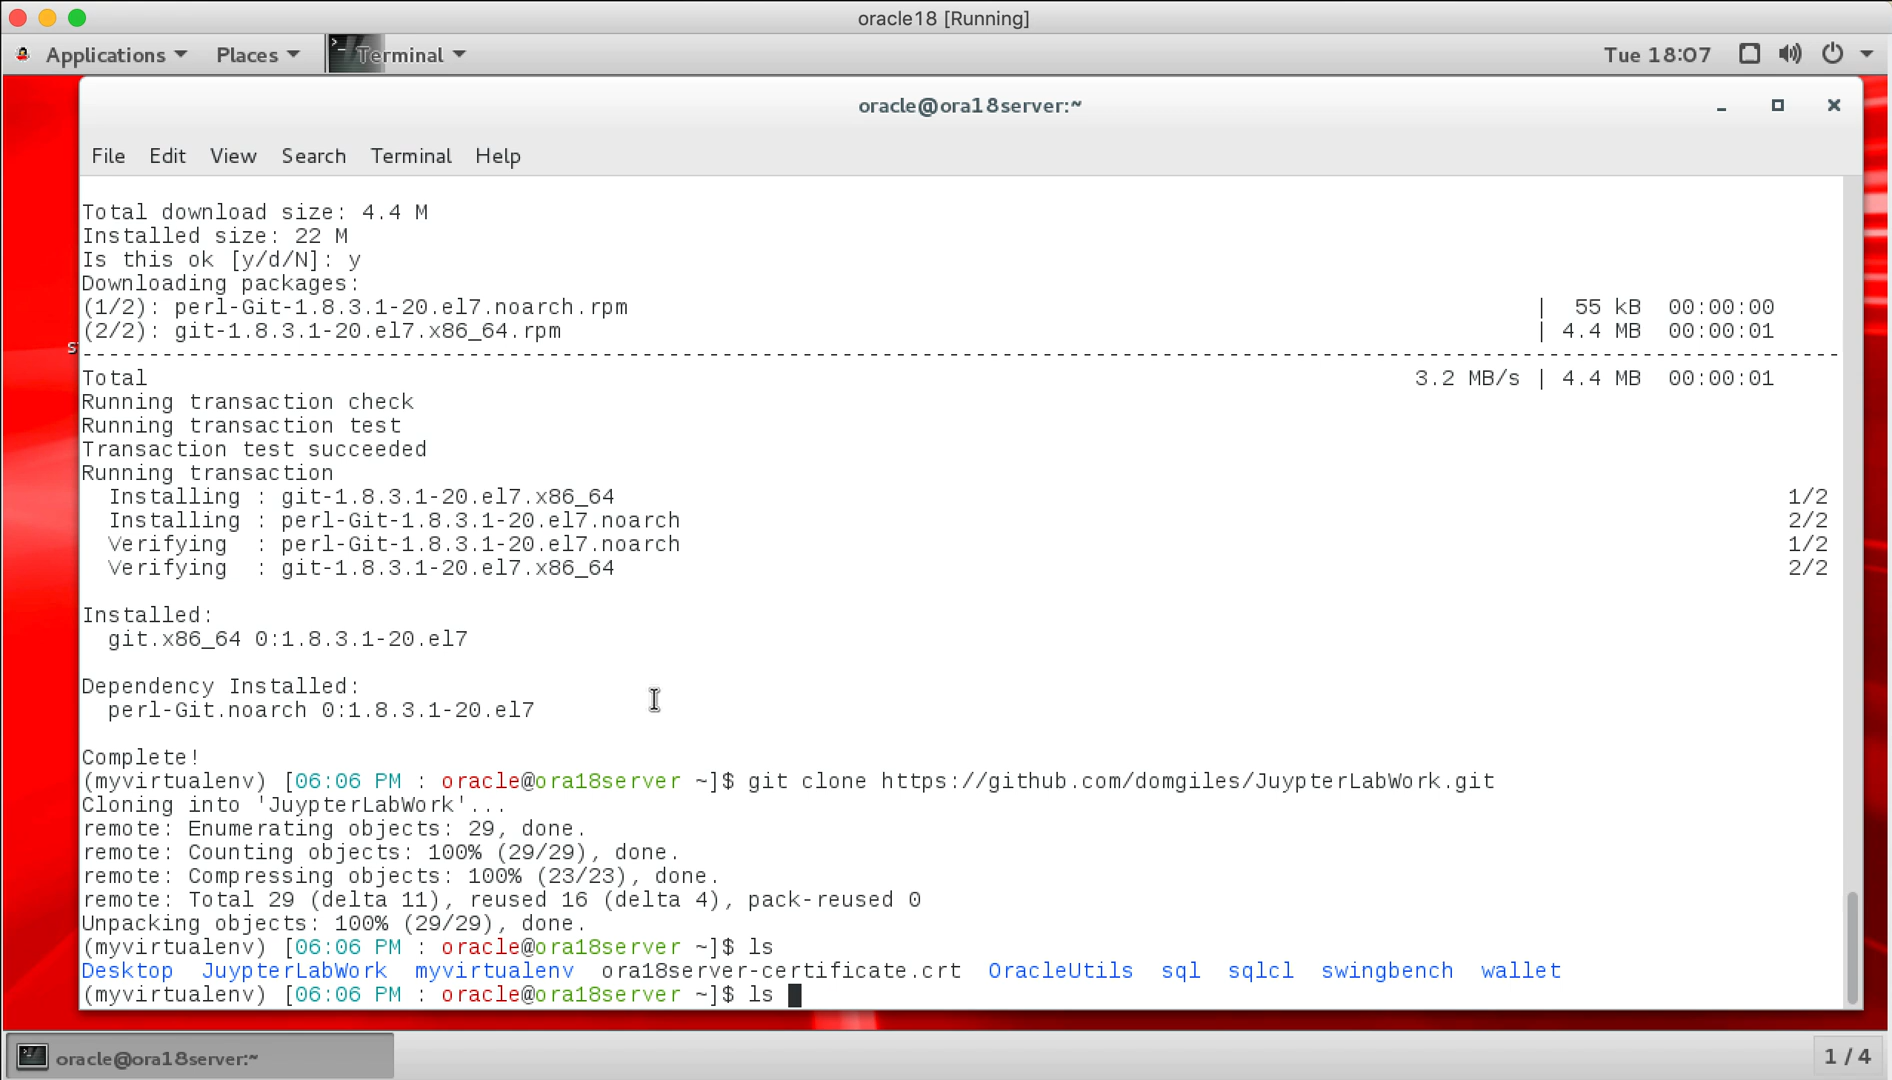 oracle18 [Running]
Applications Places Terminal Tue 18:07
oracle@ora18server:~
File Edit View Search Terminal Help
Total download size: 4.4 M
Installed size: 22 M
Is this ok [y/d/N]: y
Downloading packages:
(1/2): perl-Git-1.8.3.1-20.el7.noarch.rpm | 55 kB 00:00:00
(2/2): git-1.8.3.1-20.el7.x86_64.rpm | 4.4 MB 00:00:01
--------------------------------------------------------------------------------
Total 3.2 MB/s | 4.4 MB 00:00:01
Running transaction check
Running transaction test
Transaction test succeeded
Running transaction
Installing : git-1.8.3.1-20.el7.x86_64 1/2
Installing : perl-Git-1.8.3.1-20.el7.noarch 2/2
Verifying : perl-Git-1.8.3.1-20.el7.noarch 1/2
Verifying : git-1.8.3.1-20.el7.x86_64 2/2
Installed:
git.x86_64 0:1.8.3.1-20.el7
Dependency Installed:
perl-Git.noarch 0:1.8.3.1-20.el7
Complete!
(myvirtualenv) [06:06 PM : oracle@ora18server ~]$ git clone https://github.com/domgiles/JuypterLabWork.git
Cloning into 'JuypterLabWork'...
remote: Enumerating objects: 29, done.
remote: Counting objects: 100% (29/29), done.
remote: Compressing objects: 100% (23/23), done.
remote: Total 29 (delta 11), reused 16 (delta 4), pack-reused 0
Unpacking objects: 100% (29/29), done.
(myvirtualenv) [06:06 PM : oracle@ora18server ~]$ ls
Desktop JuypterLabWork myvirtualenv ora18server-certificate.crt OracleUtils sql sqlcl swingbench wallet
(myvirtualenv) [06:06 PM : oracle@ora18server ~]$ ls
oracle@ora18server:~ 1 / 4